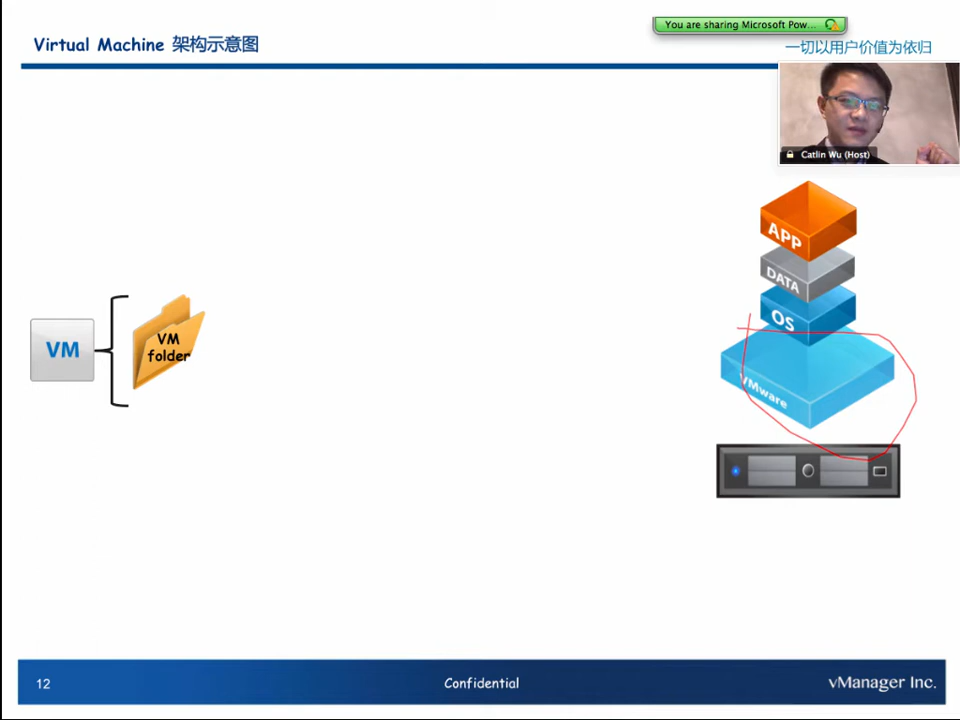 You are sharing Microsoft Pow...
Virtual Machine 架构示意图
一切以用户价值为依归
Catlin Wu (Host)
APP
DATA
OS
VMware
VM
VM
folder
12
Confidential
vManager Inc.